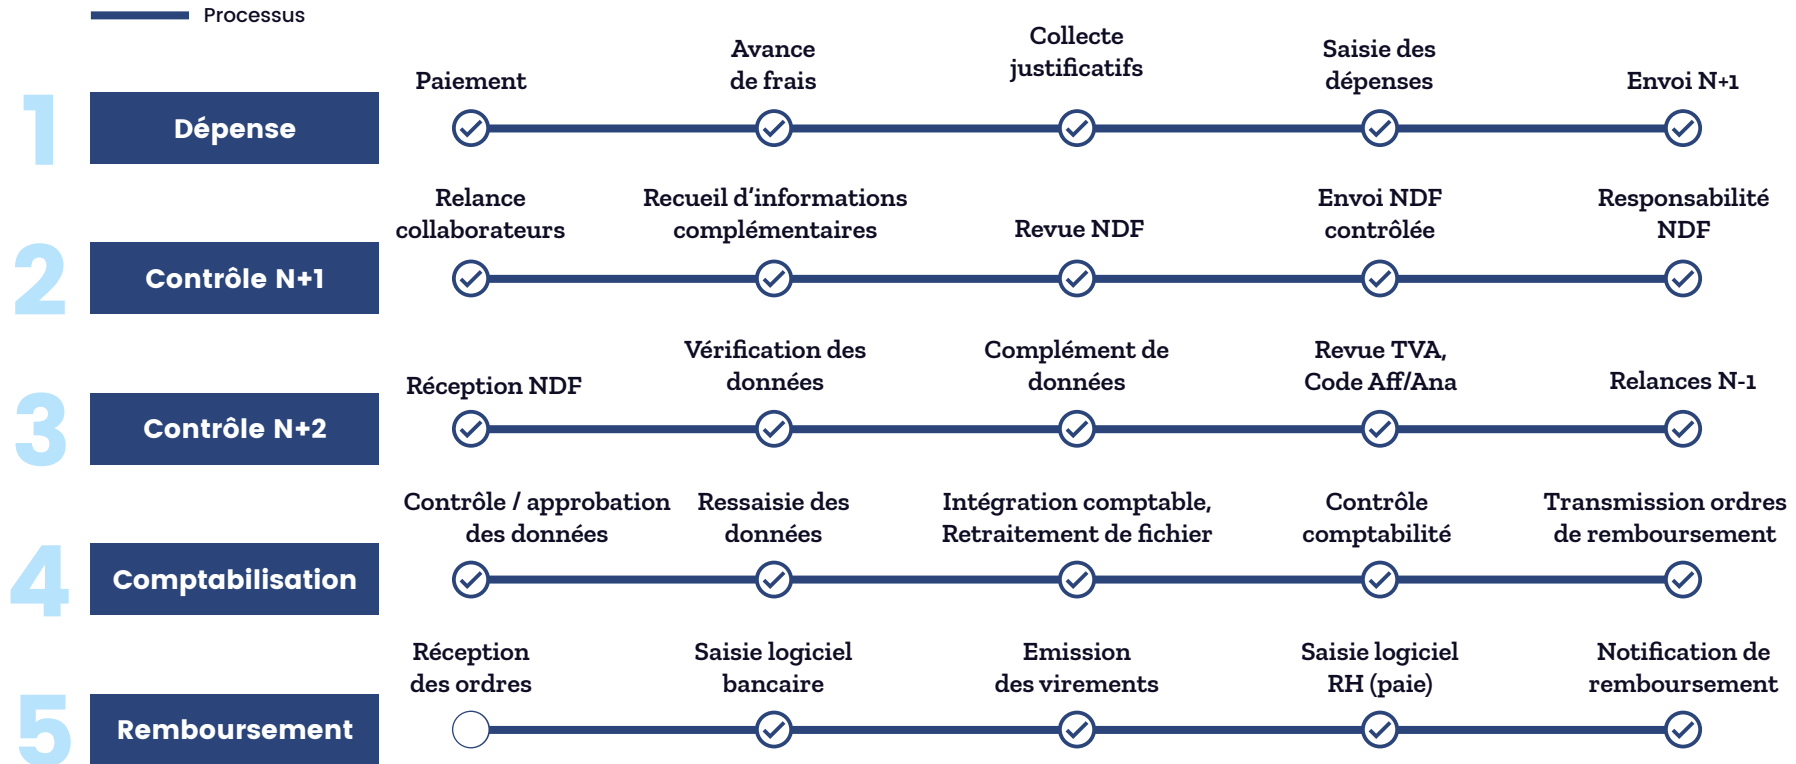 Processus
1
Dépense
Paiement
Avance
de frais
Collecte
justificatifs
Saisie des
dépenses
Envoi N+1
2
Contrôle N+1
Relance
collaborateurs
Recueil d’informations
complémentaires
Revue NDF
Envoi NDF
contrôlée
Responsabilité
NDF
3
Contrôle N+2
Réception NDF
Vérification des
données
Complément de
données
Revue TVA,
Code Aff/Ana
Relances N-1
4
Comptabilisation
Contrôle / approbation
des données
Ressaisie des
données
Intégration comptable,
Retraitement de fichier
Contrôle
comptabilité
Transmission ordres
de remboursement
5
Remboursement
Réception
des ordres
Saisie logiciel
bancaire
Emission
des virements
Saisie logiciel
RH (paie)
Notification de
remboursement